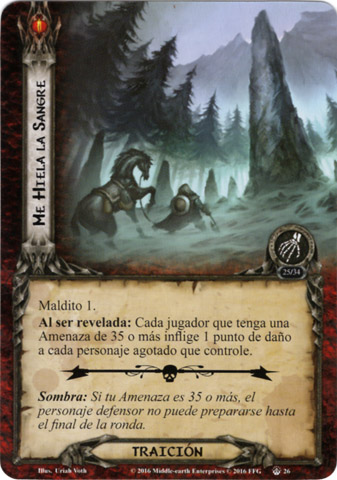 ME HIELA LA SANGRE
25/34
Maldito 1.
Al ser revelada: Cada jugador que tenga una
Amenaza de 35 o más inflige 1 punto de daño
a cada personaje agotado que controle.
Sombra: Si tu Amenaza es 35 o más, el
personaje defensor no puede prepararse hasta
el final de la ronda.
TRAICIÓN
Illus. Uriah Voth
© 2016 Middle-earth Enterprises © 2016 FFG
26